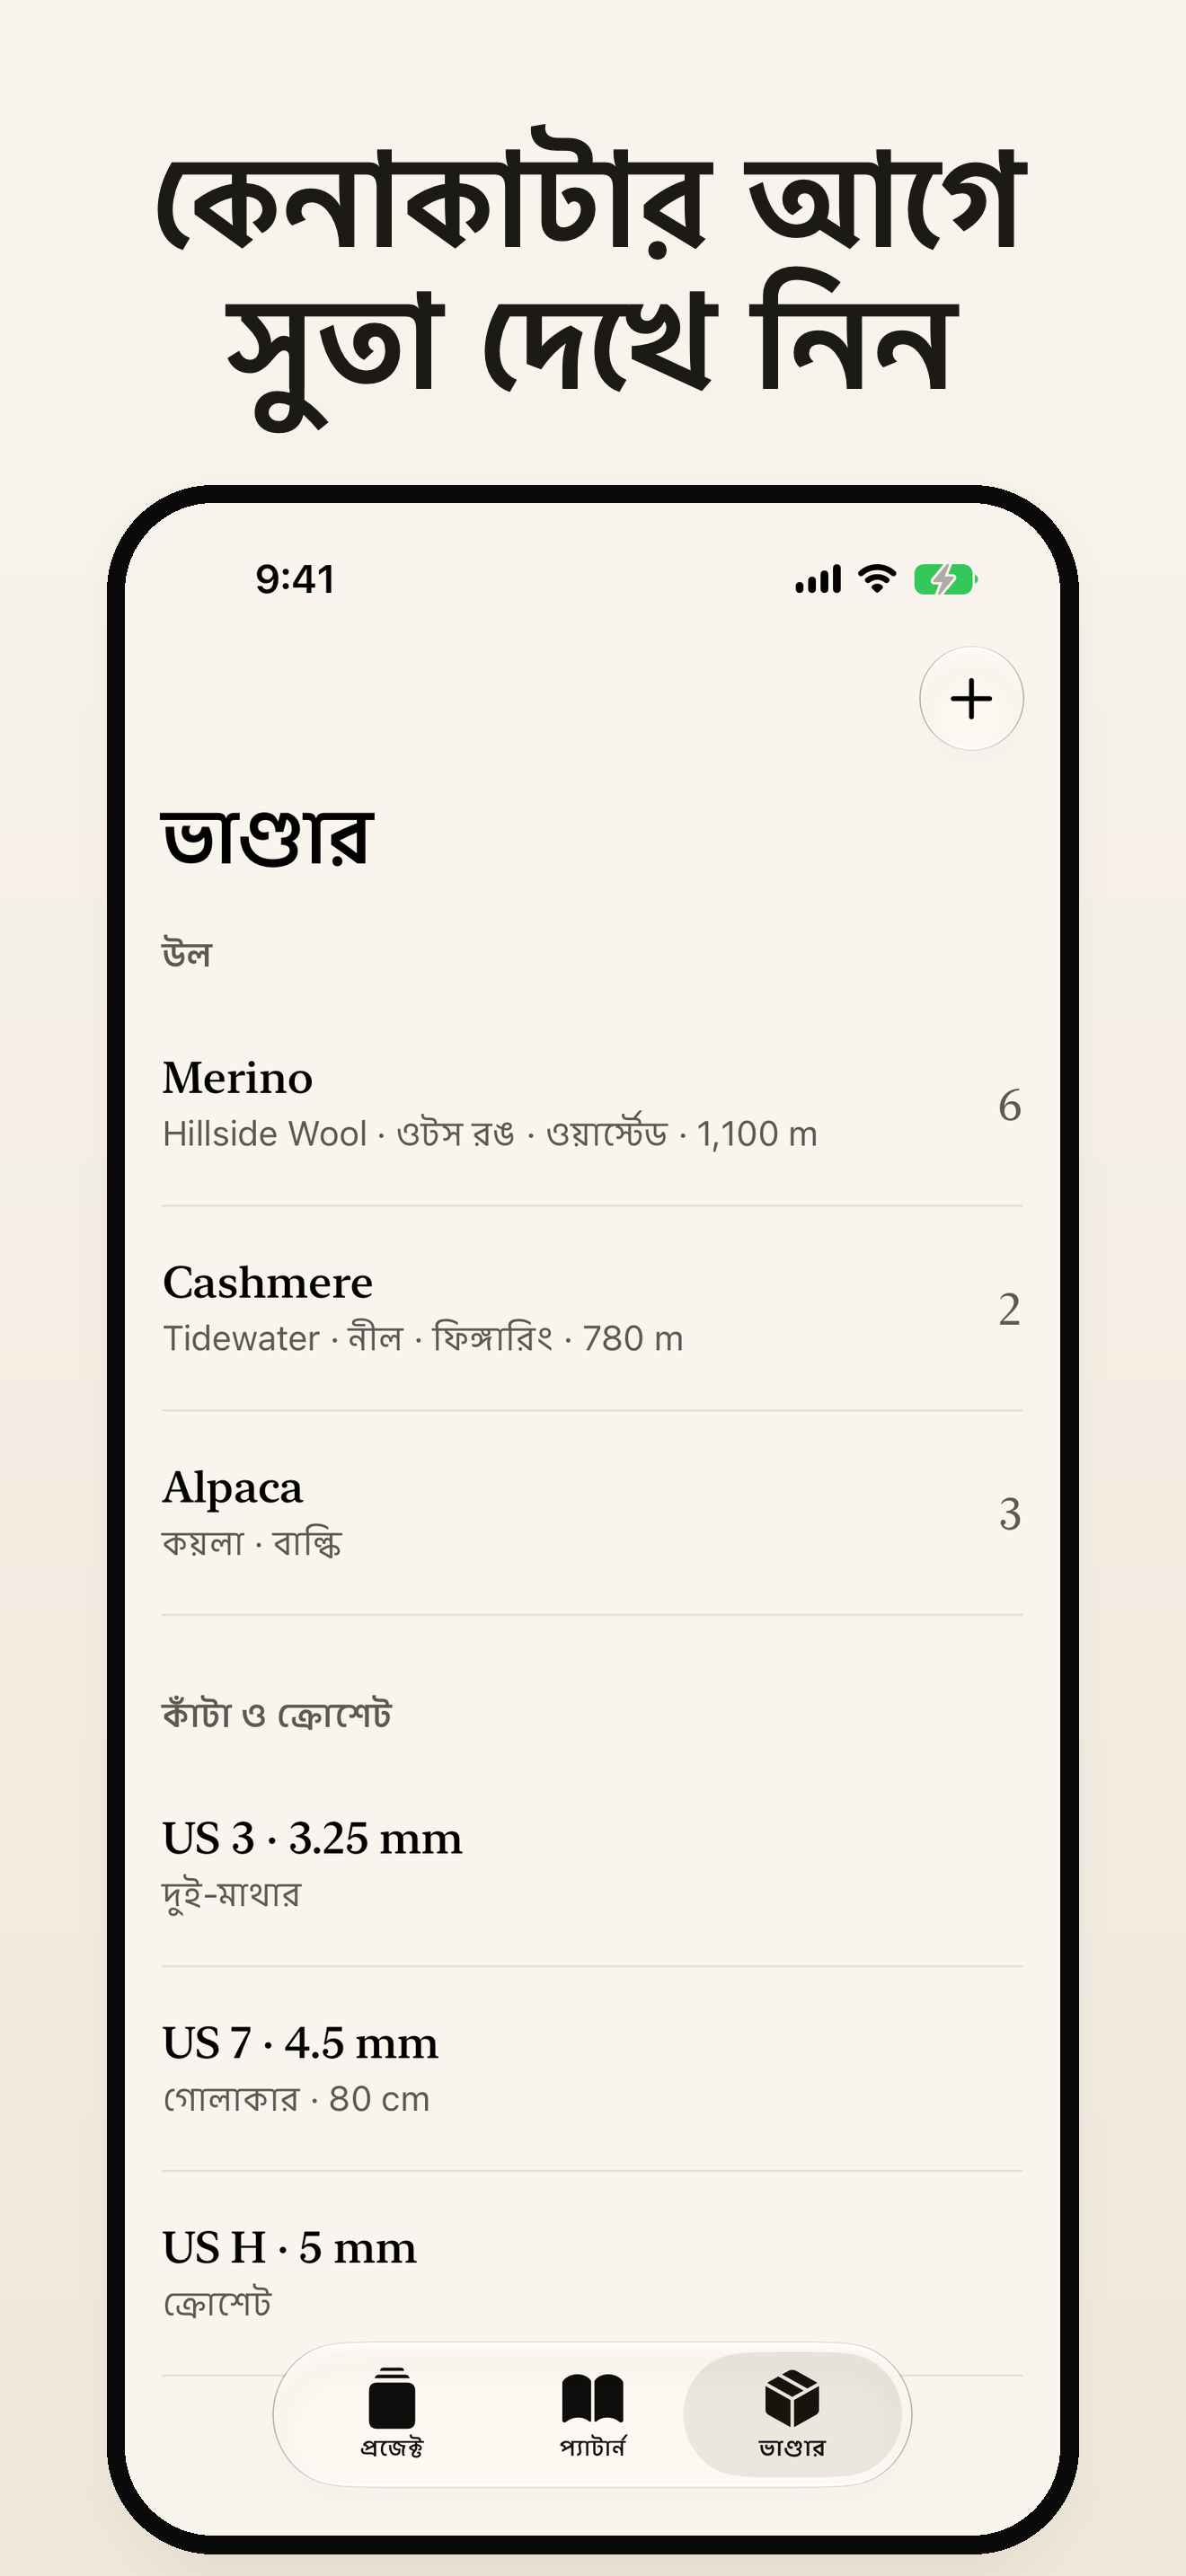 কেনাকাটার আগে
সুতা দেখে নিন
9:41
ভাণ্ডার
উল
Merino
Hillside Wool · ওটস রঙ · ওয়ার্স্টেড · 1,100 m
6
Cashmere
Tidewater · নীল · ফিঙ্গারিং · 780 m
2
Alpaca
কয়লা · বাল্কি
3
কাঁটা ও ক্রোশেট
US 3 · 3.25 mm
দুই-মাথার
US 7 · 4.5 mm
গোলাকার · 80 cm
US H · 5 mm
ক্রোশেট
প্রজেক্ট
প্যাটার্ন
ভাণ্ডার